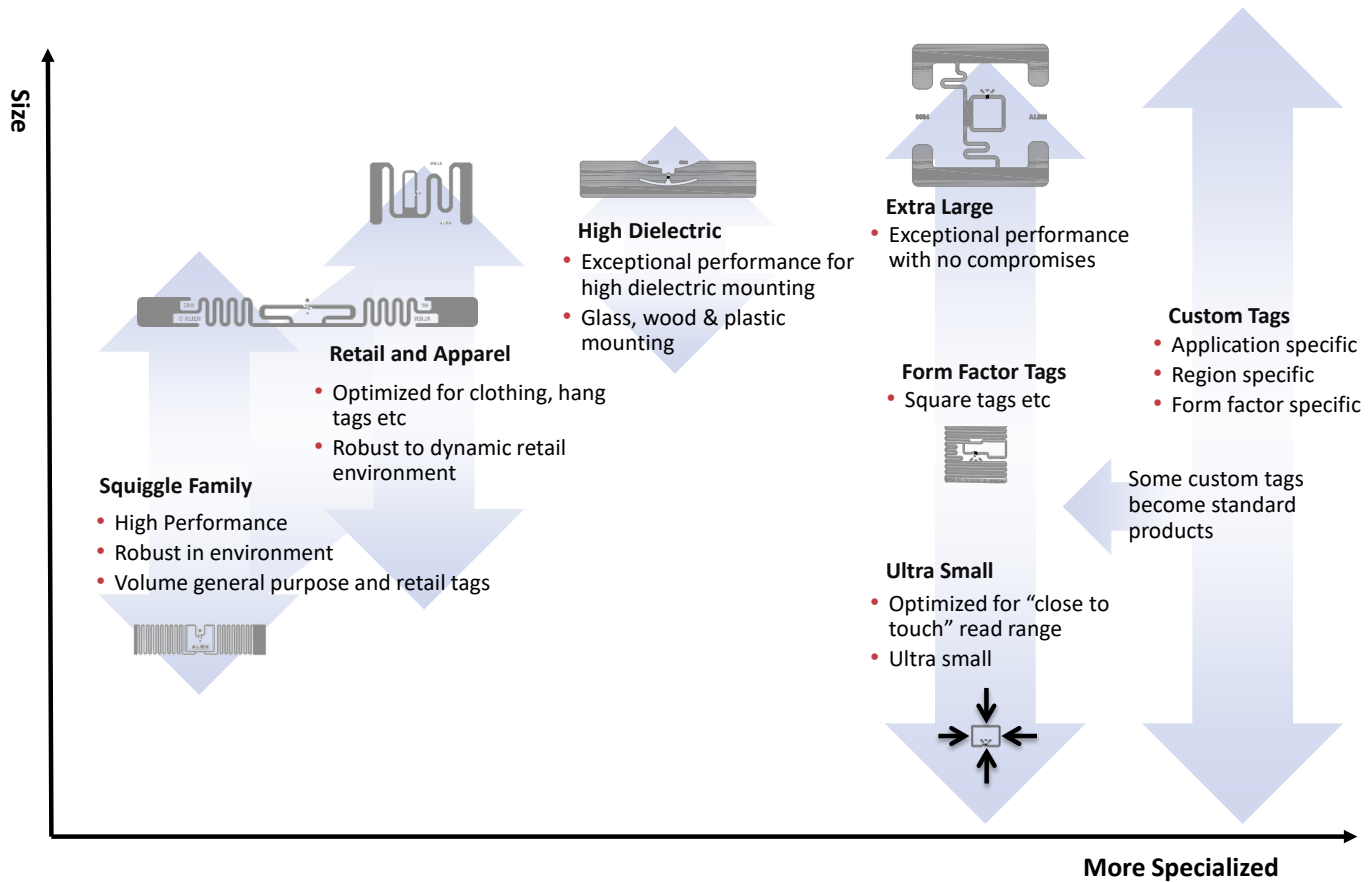 Size
Squiggle Family
• High Performance
• Robust in environment
• Volume general purpose and retail tags
ALIEN
Retail and Apparel
• Optimized for clothing, hang
tags etc
• Robust to dynamic retail
environment
High Dielectric
• Exceptional performance for
high dielectric mounting
• Glass, wood & plastic
mounting
Extra Large
• Exceptional performance
with no compromises
Form Factor Tags
• Square tags etc
Ultra Small
• Optimized for “close to
touch” read range
• Ultra small
Custom Tags
• Application specific
• Region specific
• Form factor specific
Some custom tags
become standard
products
More Specialized